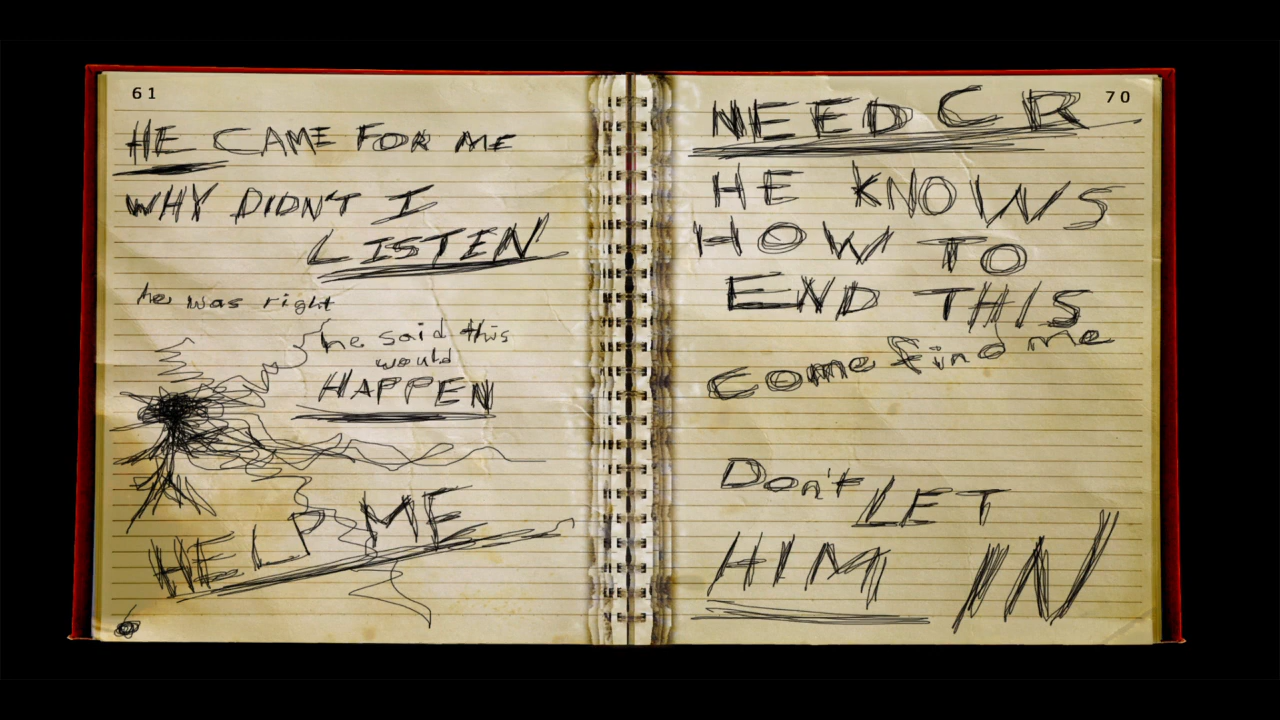 61
HE CAME FOR ME
WHY DIDN'T I
LISTEN
he was right
he said this
would
HAPPEN
HELP ME
70
NEED CR
HE KNOWS
HOW TO
END THIS
come find me
Don't LET
HIM IN